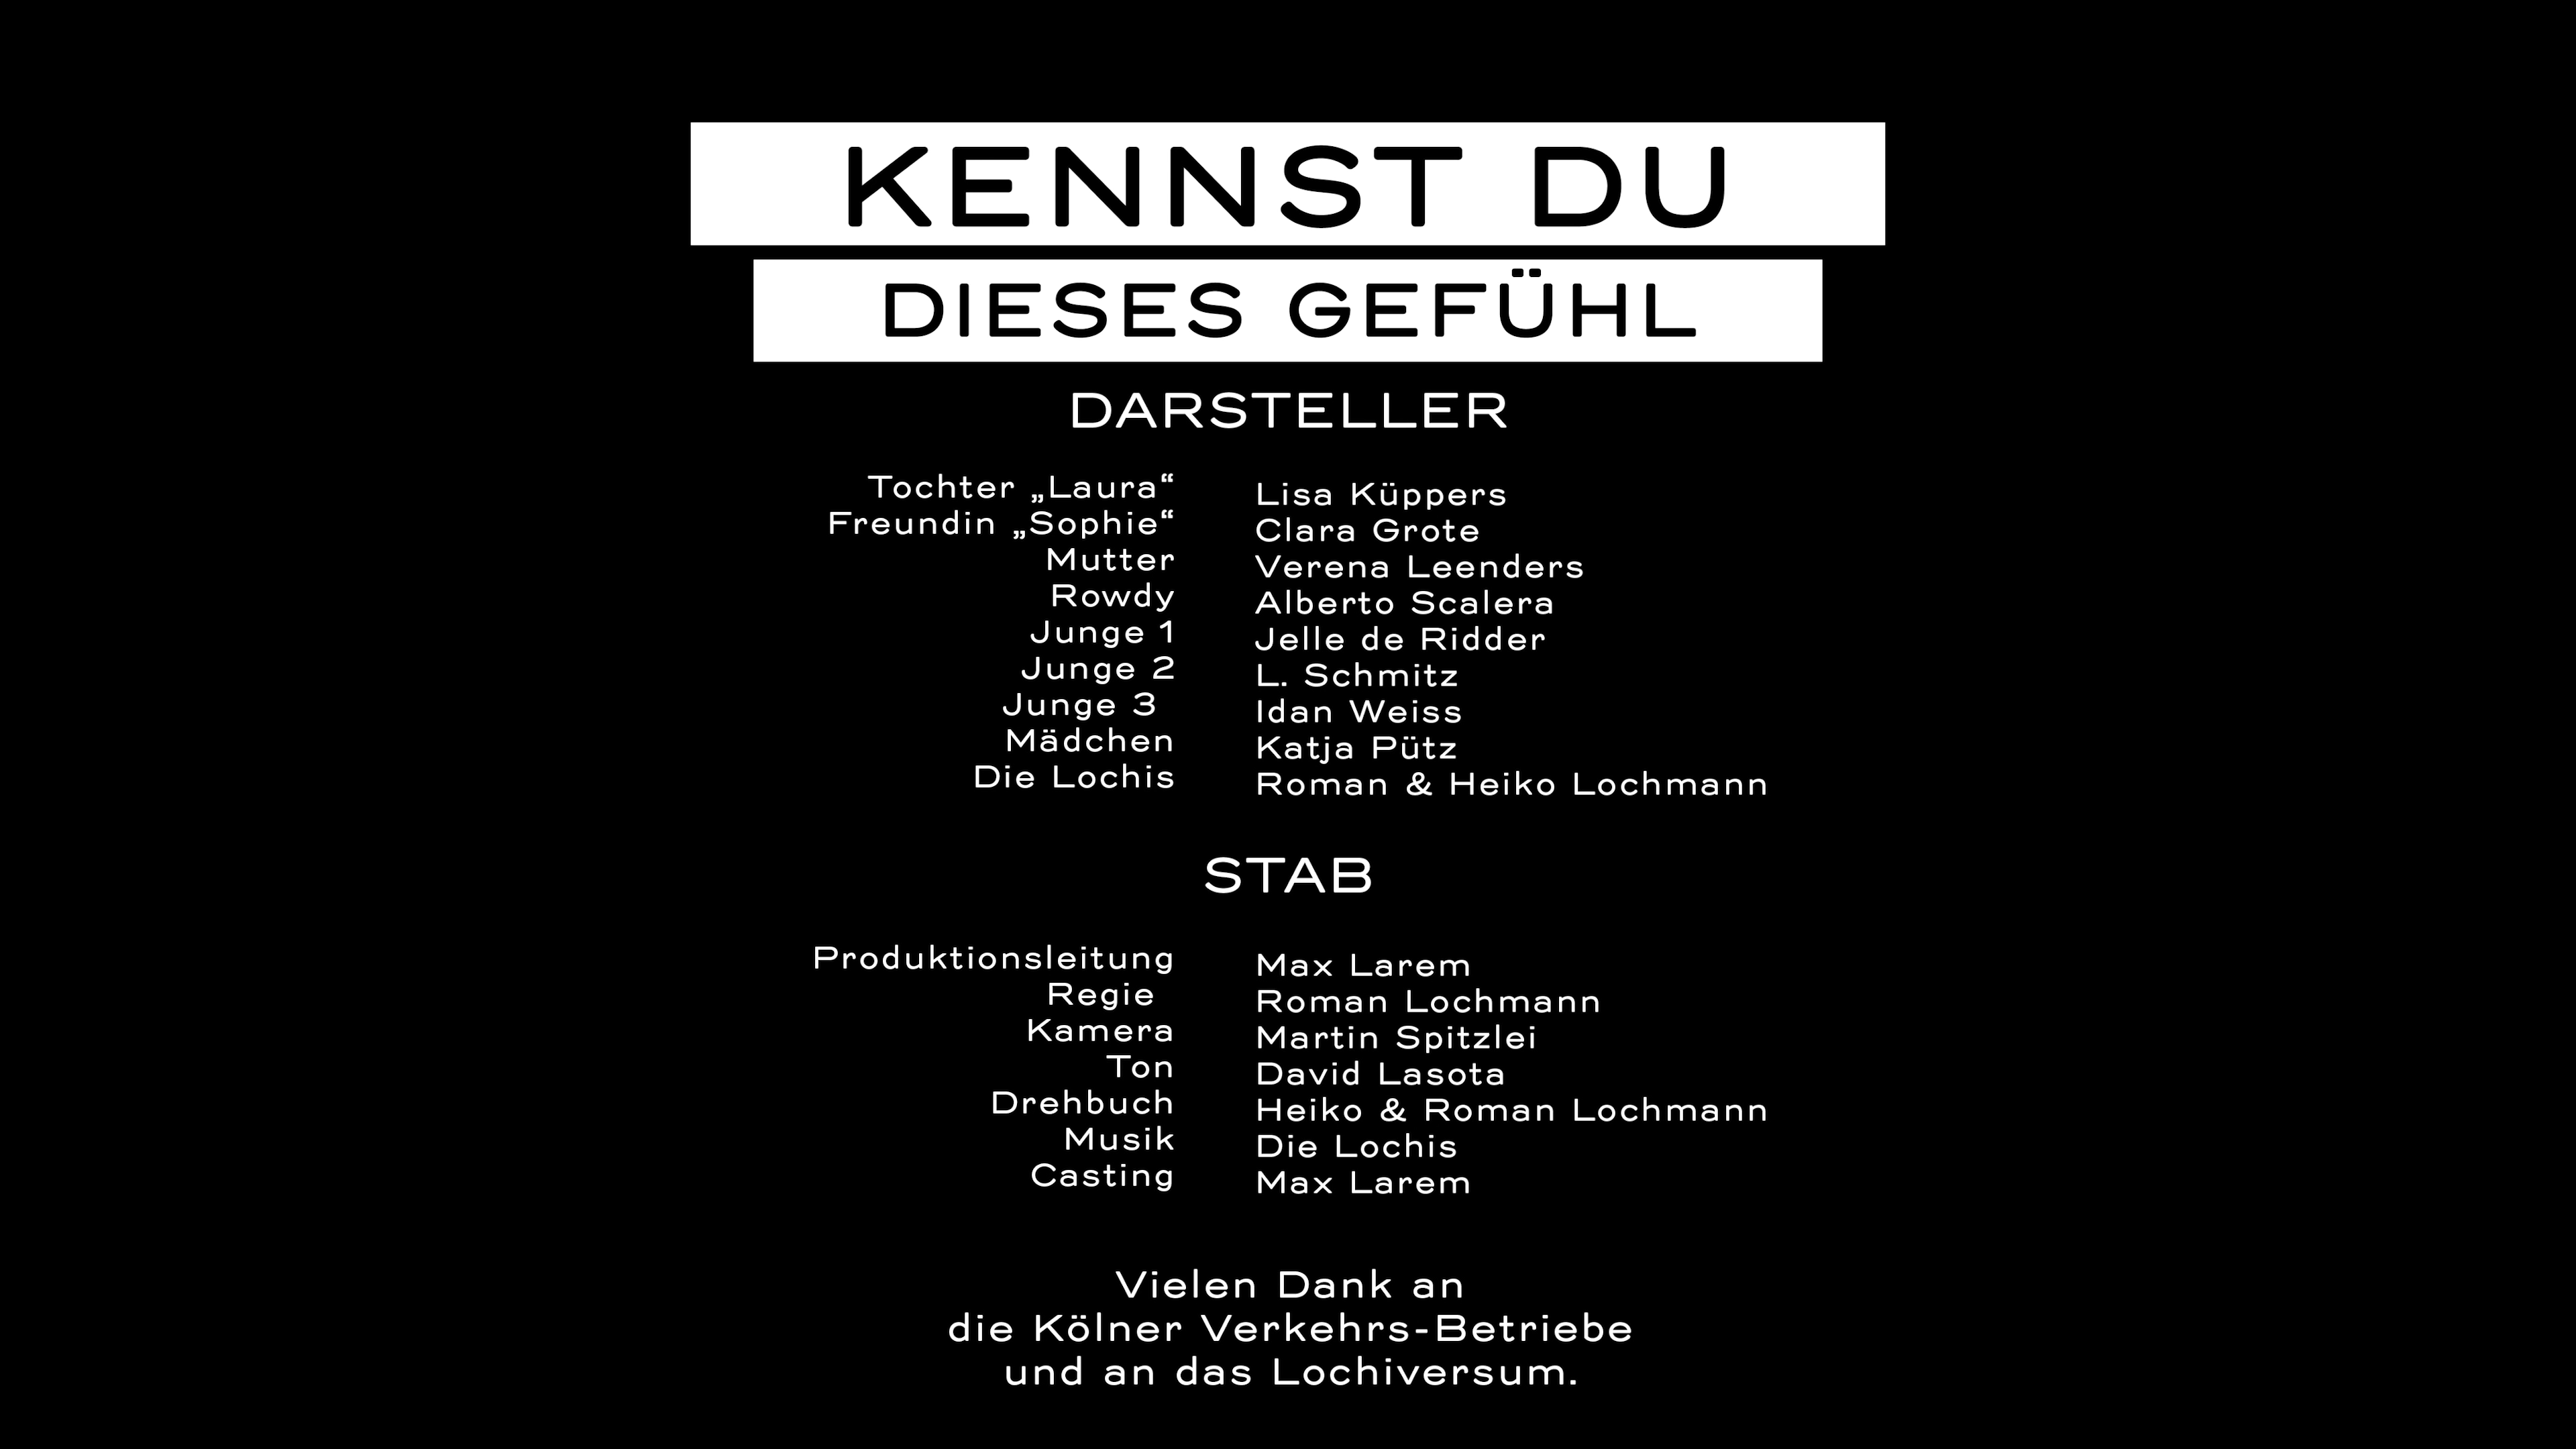 KENNST DU
DIESES GEFÜHL
DARSTELLER
Tochter „Laura“ Lisa Küppers
Freundin „Sophie“ Clara Grote
Mutter Verena Leenders
Rowdy Alberto Scalera
Junge 1 Jelle de Ridder
Junge 2 L. Schmitz
Junge 3 Idan Weiss
Mädchen Katja Pütz
Die Lochis Roman & Heiko Lochmann
STAB
Produktionsleitung Max Larem
Regie Roman Lochmann
Kamera Martin Spitzlei
Ton David Lasota
Drehbuch Heiko & Roman Lochmann
Musik Die Lochis
Casting Max Larem
Vielen Dank an
die Kölner Verkehrs-Betriebe
und an das Lochiversum.